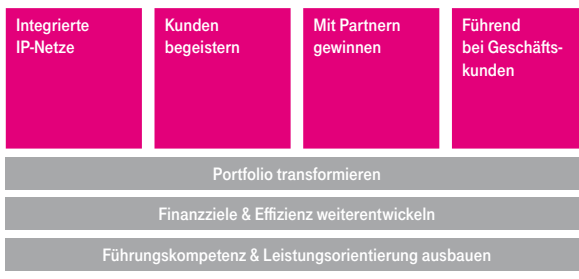 Integrierte
IP-Netze
Kunden
begeistern
Mit Partnern
gewinnen
Führend
bei Geschäfts-
kunden
Portfolio transformieren
Finanzziele & Effizienz weiterentwickeln
Führungskompetenz & Leistungsorientierung ausbauen